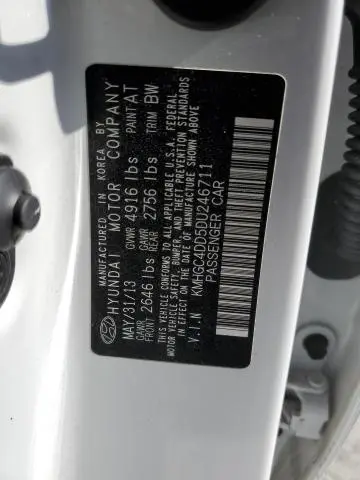 MANUFACTURED IN KOREA BY
HYUNDAI MOTOR COMPANY
MAY/31/13 GVWR 4916 lbs PAINT AT
GAWR FRONT 2646 lbs GAWR REAR 2756 lbs TRIM BW
THIS VEHICLE CONFORMS TO ALL APPLICABLE U.S.A. FEDERAL
MOTOR VEHICLE SAFETY, BUMPER, AND THEFT PREVENTION STANDARDS
IN EFFECT ON THE DATE OF MANUFACTURE SHOWN ABOVE.
V.I.N KMHGC4DD5DU246711
PASSENGER CAR